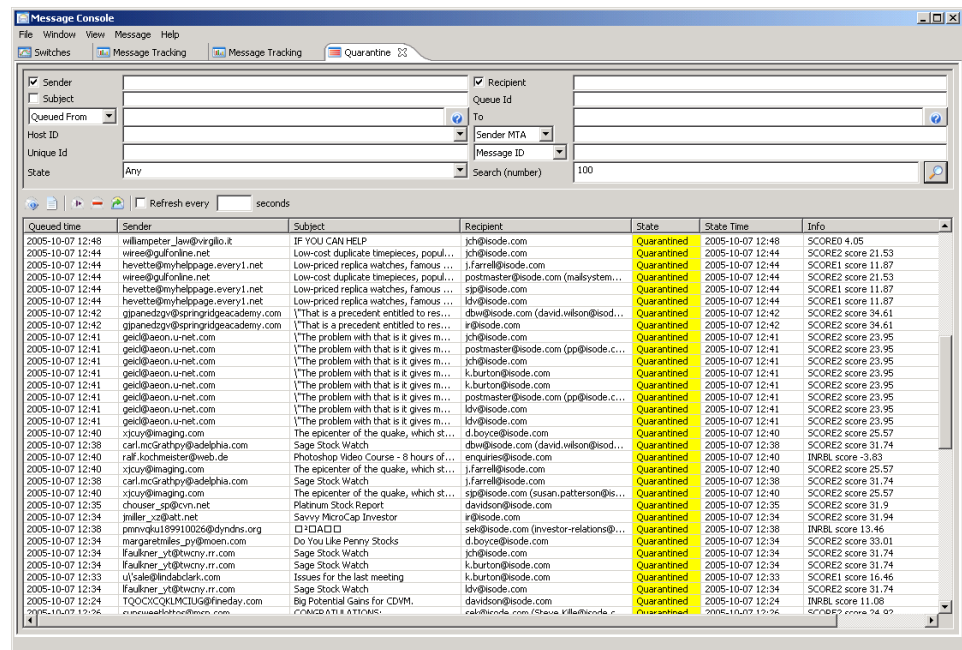 Message Console
File Window View Message Help
Switches Message Tracking Message Tracking Quarantine
Sender Recipient
Subject Queue Id
Queued From To
Host ID Sender MTA
Unique Id Message ID
State Any Search (number) 100
Refresh every seconds
Queued time Sender Subject Recipient State State Time Info
2005-10-07 12:48 williampeter_law@virgilio.it IF YOU CAN HELP jch@isode.com Quarantined 2005-10-07 12:48 SCORE0 4.05
2005-10-07 12:44 wiree@gulfonline.net Low-cost duplicate timepieces, popul... jch@isode.com Quarantined 2005-10-07 12:44 SCORE2 score 21.53
2005-10-07 12:44 hevette@myhelppage.every1.net Low-priced replica watches, famous ... j.farrell@isode.com Quarantined 2005-10-07 12:44 SCORE1 score 11.87
2005-10-07 12:44 wiree@gulfonline.net Low-cost duplicate timepieces, popul... postmaster@isode.com (mailsystem... Quarantined 2005-10-07 12:44 SCORE2 score 21.53
2005-10-07 12:44 hevette@myhelppage.every1.net Low-priced replica watches, famous ... sjp@isode.com Quarantined 2005-10-07 12:44 SCORE1 score 11.87
2005-10-07 12:44 hevette@myhelppage.every1.net Low-priced replica watches, famous ... ldv@isode.com Quarantined 2005-10-07 12:44 SCORE1 score 11.87
2005-10-07 12:42 gjpanedzgv@springridgeacademy.com \"That is a precedent entitled to res... dbw@isode.com (david.wilson@isod... Quarantined 2005-10-07 12:42 SCORE2 score 34.61
2005-10-07 12:42 gjpanedzgv@springridgeacademy.com \"That is a precedent entitled to res... ir@isode.com Quarantined 2005-10-07 12:42 SCORE2 score 34.61
2005-10-07 12:41 geicl@aeon.u-net.com \"The problem with that is it gives m... jch@isode.com Quarantined 2005-10-07 12:41 SCORE2 score 23.95
2005-10-07 12:41 geicl@aeon.u-net.com \"The problem with that is it gives m... postmaster@isode.com (pp@isode.c... Quarantined 2005-10-07 12:41 SCORE2 score 23.95
2005-10-07 12:41 geicl@aeon.u-net.com \"The problem with that is it gives m... jch@isode.com Quarantined 2005-10-07 12:41 SCORE2 score 23.95
2005-10-07 12:41 geicl@aeon.u-net.com \"The problem with that is it gives m... k.burton@isode.com Quarantined 2005-10-07 12:41 SCORE2 score 23.95
2005-10-07 12:41 geicl@aeon.u-net.com \"The problem with that is it gives m... k.burton@isode.com Quarantined 2005-10-07 12:41 SCORE2 score 23.95
2005-10-07 12:41 geicl@aeon.u-net.com \"The problem with that is it gives m... postmaster@isode.com (pp@isode.c... Quarantined 2005-10-07 12:41 SCORE2 score 23.95
2005-10-07 12:41 geicl@aeon.u-net.com \"The problem with that is it gives m... ldv@isode.com Quarantined 2005-10-07 12:41 SCORE2 score 23.95
2005-10-07 12:41 geicl@aeon.u-net.com \"The problem with that is it gives m... ldv@isode.com Quarantined 2005-10-07 12:41 SCORE2 score 23.95
2005-10-07 12:40 xjcuy@imaging.com The epicenter of the quake, which st... d.boyce@isode.com Quarantined 2005-10-07 12:40 SCORE2 score 25.57
2005-10-07 12:38 carl.mcGrathpy@adelphia.com Sage Stock Watch dbw@isode.com (david.wilson@isod... Quarantined 2005-10-07 12:38 SCORE2 score 31.74
2005-10-07 12:40 ralf.kochmeister@web.de Photoshop Video Course - 8 hours of... enquiries@isode.com Quarantined 2005-10-07 12:40 INRBL score -3.83
2005-10-07 12:40 xjcuy@imaging.com The epicenter of the quake, which st... j.farrell@isode.com Quarantined 2005-10-07 12:40 SCORE2 score 25.57
2005-10-07 12:38 carl.mcGrathpy@adelphia.com Sage Stock Watch j.farrell@isode.com Quarantined 2005-10-07 12:38 SCORE2 score 31.74
2005-10-07 12:40 xjcuy@imaging.com The epicenter of the quake, which st... sjp@isode.com (susan.patterson@is... Quarantined 2005-10-07 12:40 SCORE2 score 25.57
2005-10-07 12:35 chouser_sp@cvn.net Platinum Stock Report davidson@isode.com Quarantined 2005-10-07 12:35 SCORE2 score 31.9
2005-10-07 12:34 jmiller_xz@att.net Savvy MicroCap Investor ir@isode.com Quarantined 2005-10-07 12:34 SCORE2 score 31.94
2005-10-07 12:38 pmnvqku189910026@dyndns.org □²□A□□ sek@isode.com (investor-relations@... Quarantined 2005-10-07 12:38 INRBL score 13.46
2005-10-07 12:34 margaretmiles_py@moen.com Do You Like Penny Stocks d.boyce@isode.com Quarantined 2005-10-07 12:34 SCORE2 score 33.01
2005-10-07 12:34 lfaulkner_yt@twcny.rr.com Sage Stock Watch jch@isode.com Quarantined 2005-10-07 12:34 SCORE2 score 31.74
2005-10-07 12:34 lfaulkner_yt@twcny.rr.com Sage Stock Watch k.burton@isode.com Quarantined 2005-10-07 12:34 SCORE2 score 31.74
2005-10-07 12:33 u\'sale@lindabclark.com Issues for the last meeting k.burton@isode.com Quarantined 2005-10-07 12:33 SCORE1 score 16.46
2005-10-07 12:34 lfaulkner_yt@twcny.rr.com Sage Stock Watch ldv@isode.com Quarantined 2005-10-07 12:34 SCORE2 score 31.74
2005-10-07 12:24 TQOCXCQKLMCIUG@fineday.com Big Potential Gains for CDVM. davidson@isode.com Quarantined 2005-10-07 12:24 INRBL score 11.08
2005-10-07 12:26 CONGRATULATIONS: sek@isode.com (Steve.Kille@isode.c... Quarantined 2005-10-07 12:26 SCORE2 score 24.92